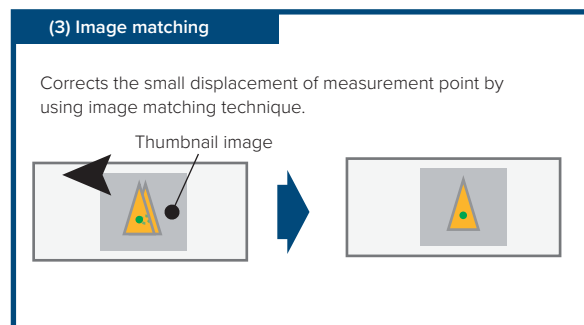 (3) Image matching
Corrects the small displacement of measurement point by
using image matching technique.
Thumbnail image